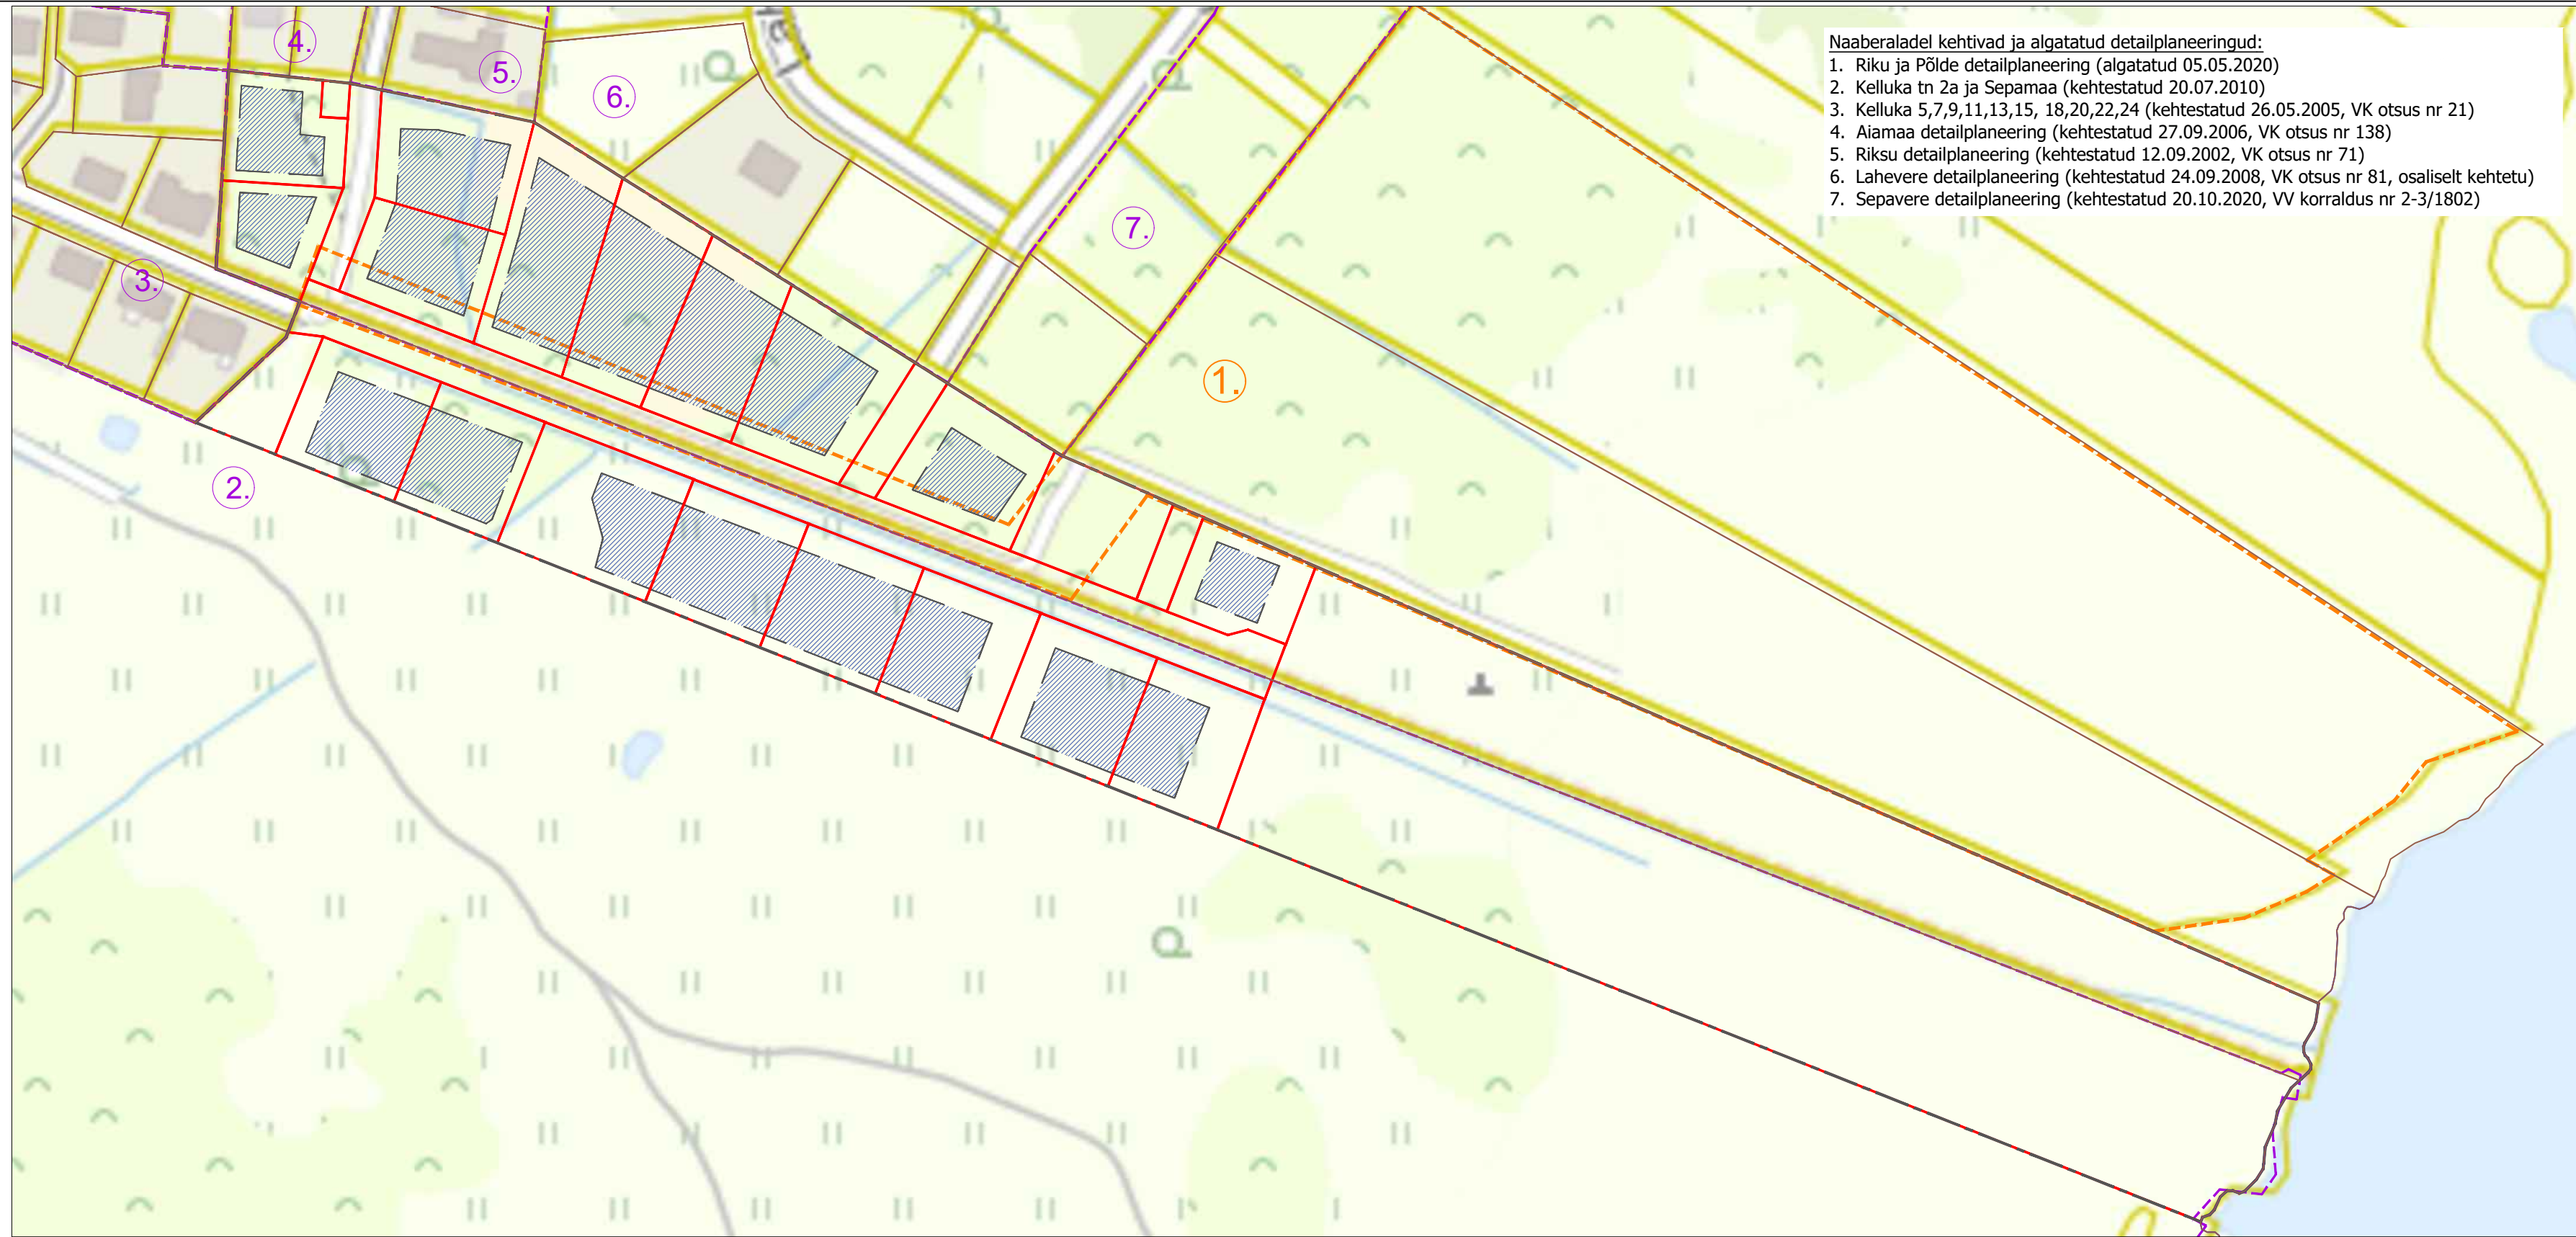 Naaberaladel kehtivad ja algatatud detailplaneeringud:
1. Riku ja Põlde detailplaneering (algatatud 05.05.2020)
2. Kelluka tn 2a ja Sepamaa (kehtestatud 20.07.2010)
3. Kelluka 5,7,9,11,13,15, 18,20,22,24 (kehtestatud 26.05.2005, VK otsus nr 21)
4. Aiamaa detailplaneering (kehtestatud 27.09.2006, VK otsus nr 138)
5. Riksu detailplaneering (kehtestatud 12.09.2002, VK otsus nr 71)
6. Lahevere detailplaneering (kehtestatud 24.09.2008, VK otsus nr 81, osaliselt kehtetu)
7. Sepavere detailplaneering (kehtestatud 20.10.2020, VV korraldus nr 2-3/1802)
4.
5.
6.
7.
3.
1.
2.